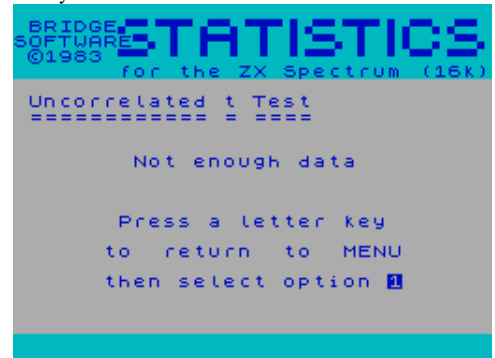 BRIDGE
SOFTWARE
©1983
STATISTICS
for the ZX Spectrum (16k)
Uncorrelated t Test
============ = ====
Not enough data
Press a letter key
to return to MENU
then select option 1